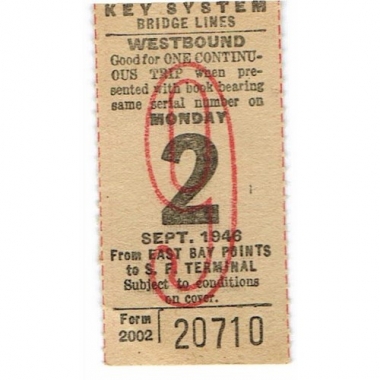 KEY SYSTEM
BRIDGE LINES
WESTBOUND
Good for ONE CONTINU-
OUS TRIP when pre-
sented with book bearing
same serial number on
MONDAY
2
SEPT. 1946
From EAST BAY POINTS
to S. F. TERMINAL
Subject to conditions
on cover.
Form
2002
20710